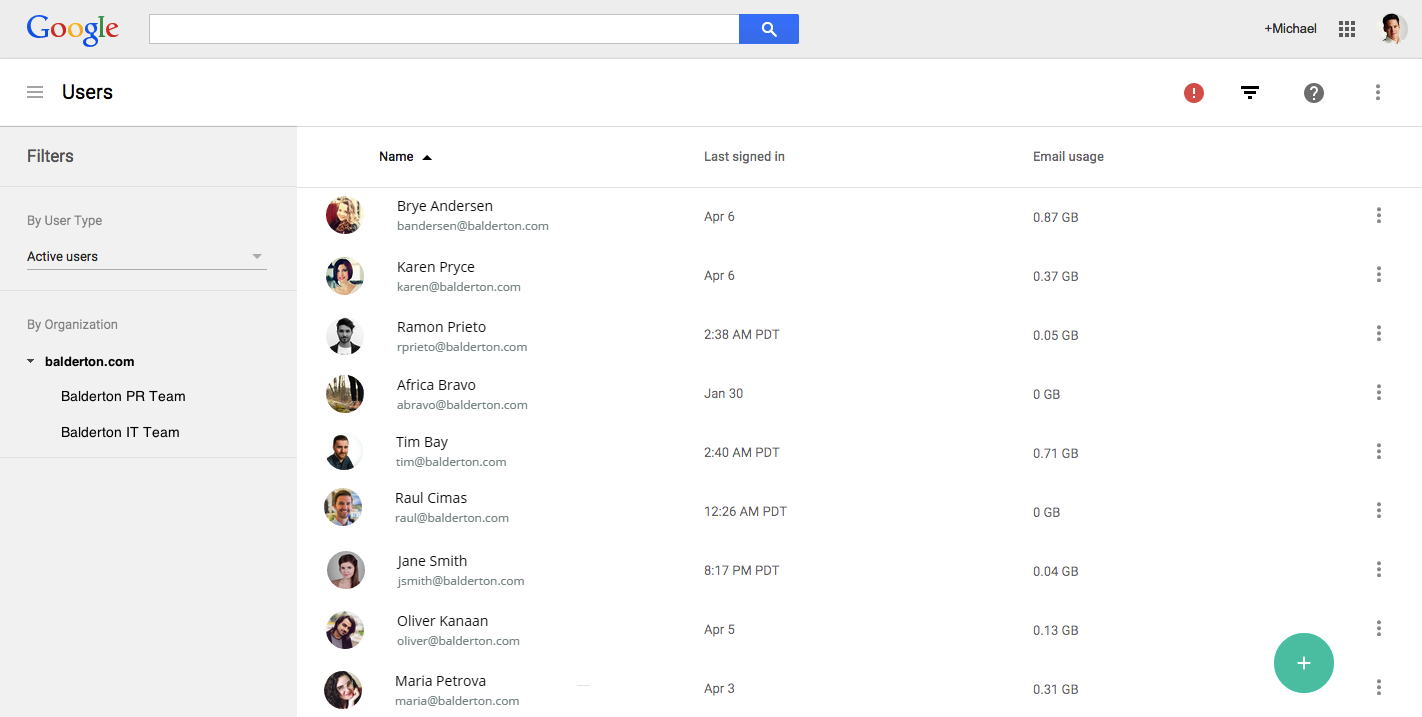 Google
+Michael
Users
Filters
Name Last signed in Email usage
By User Type
Active users
By Organization
balderton.com
Balderton PR Team
Balderton IT Team
Brye Andersen
bandersen@balderton.com
Apr 6
0.87 GB
Karen Pryce
karen@balderton.com
Apr 6
0.37 GB
Ramon Prieto
rprieto@balderton.com
2:38 AM PDT
0.05 GB
Africa Bravo
abravo@balderton.com
Jan 30
0 GB
Tim Bay
tim@balderton.com
2:40 AM PDT
0.71 GB
Raul Cimas
raul@balderton.com
12:26 AM PDT
0 GB
Jane Smith
jsmith@balderton.com
8:17 PM PDT
0.04 GB
Oliver Kanaan
oliver@balderton.com
Apr 5
0.13 GB
Maria Petrova
maria@balderton.com
Apr 3
0.31 GB